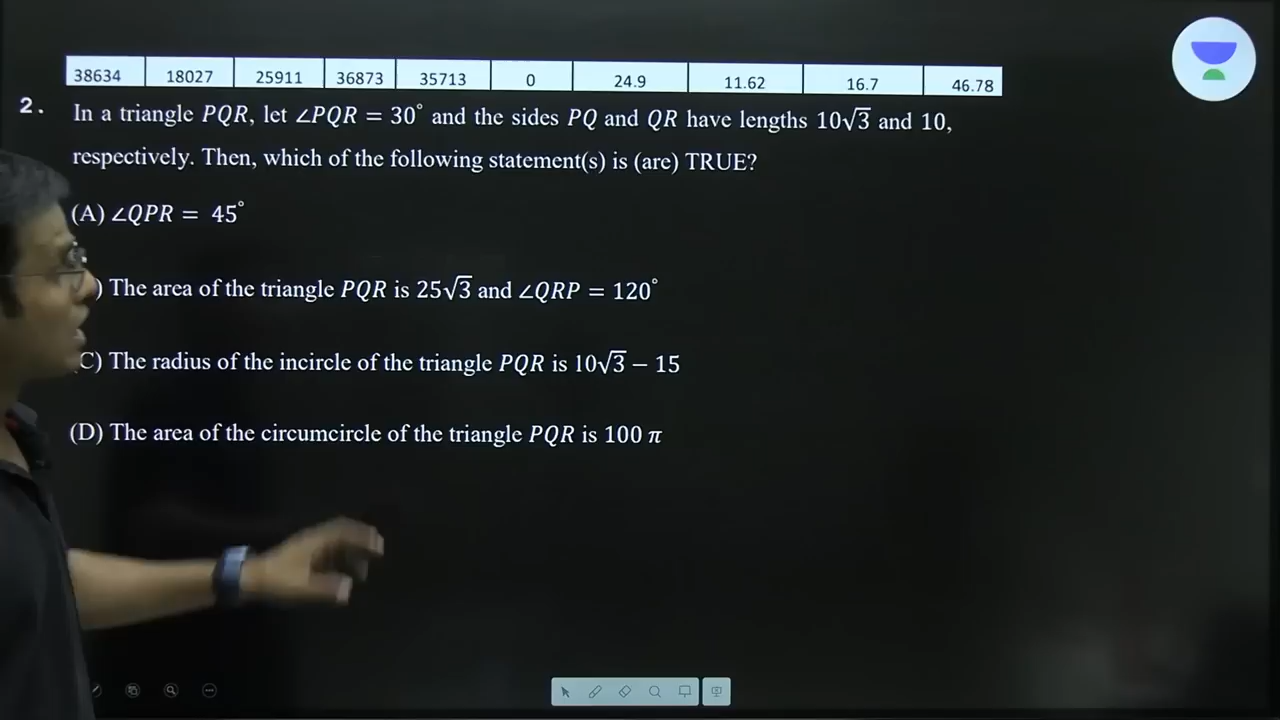 38634 18027 25911 36873 35713 0 24.9 11.62 16.7 46.78
2. In a triangle PQR, let ∠PQR = 30° and the sides PQ and QR have lengths 10√3 and 10,
respectively. Then, which of the following statement(s) is (are) TRUE?
(A) ∠QPR = 45°
) The area of the triangle PQR is 25√3 and ∠QRP = 120°
C) The radius of the incircle of the triangle PQR is 10√3 − 15
(D) The area of the circumcircle of the triangle PQR is 100 π